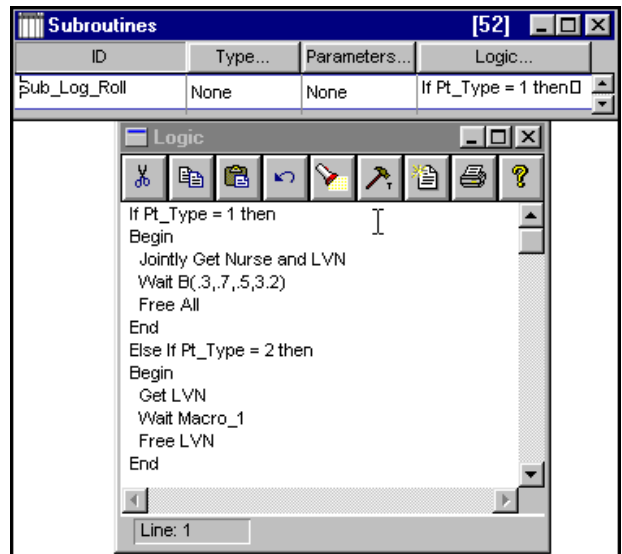 Subroutines [52]
ID Type... Parameters... Logic...
Sub_Log_Roll None None If Pt_Type = 1 then
Logic
If Pt_Type = 1 then
Begin
Jointly Get Nurse and LVN
Wait B(.3,.7,.5,3.2)
Free All
End
Else If Pt_Type = 2 then
Begin
Get LVN
Wait Macro_1
Free LVN
End
Line: 1